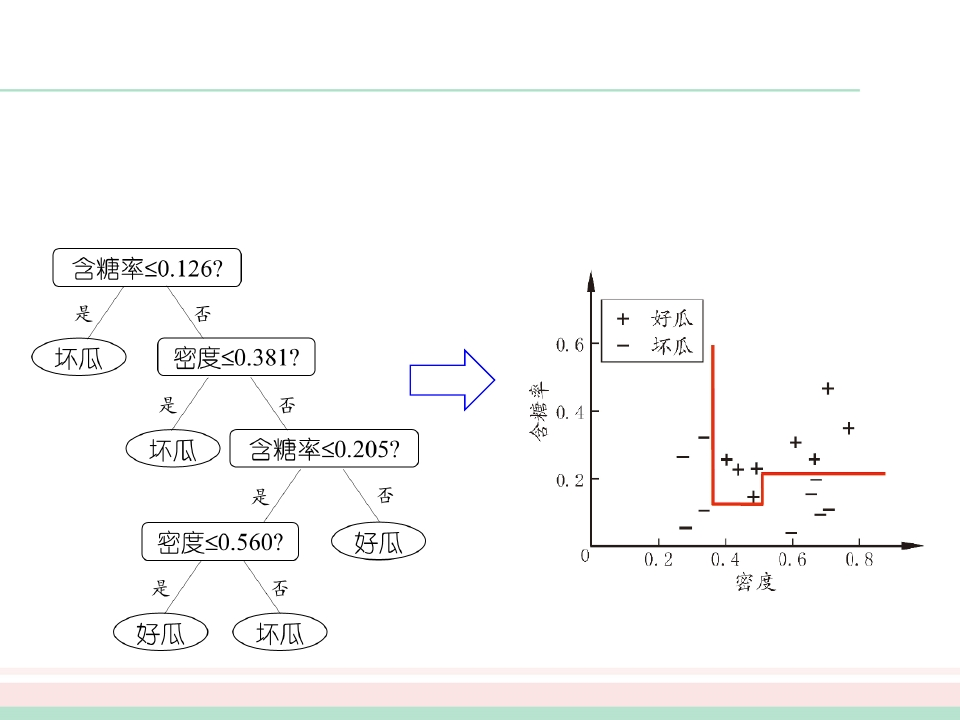 含糖率≤0.126?
是
否
坏瓜
密度≤0.381?
是
否
坏瓜
含糖率≤0.205?
是
否
密度≤0.560?
好瓜
是
否
好瓜
坏瓜
+ 好瓜
− 坏瓜
含糖率
0.6
0.4
0.2
0
0.2
0.4
0.6
0.8
密度